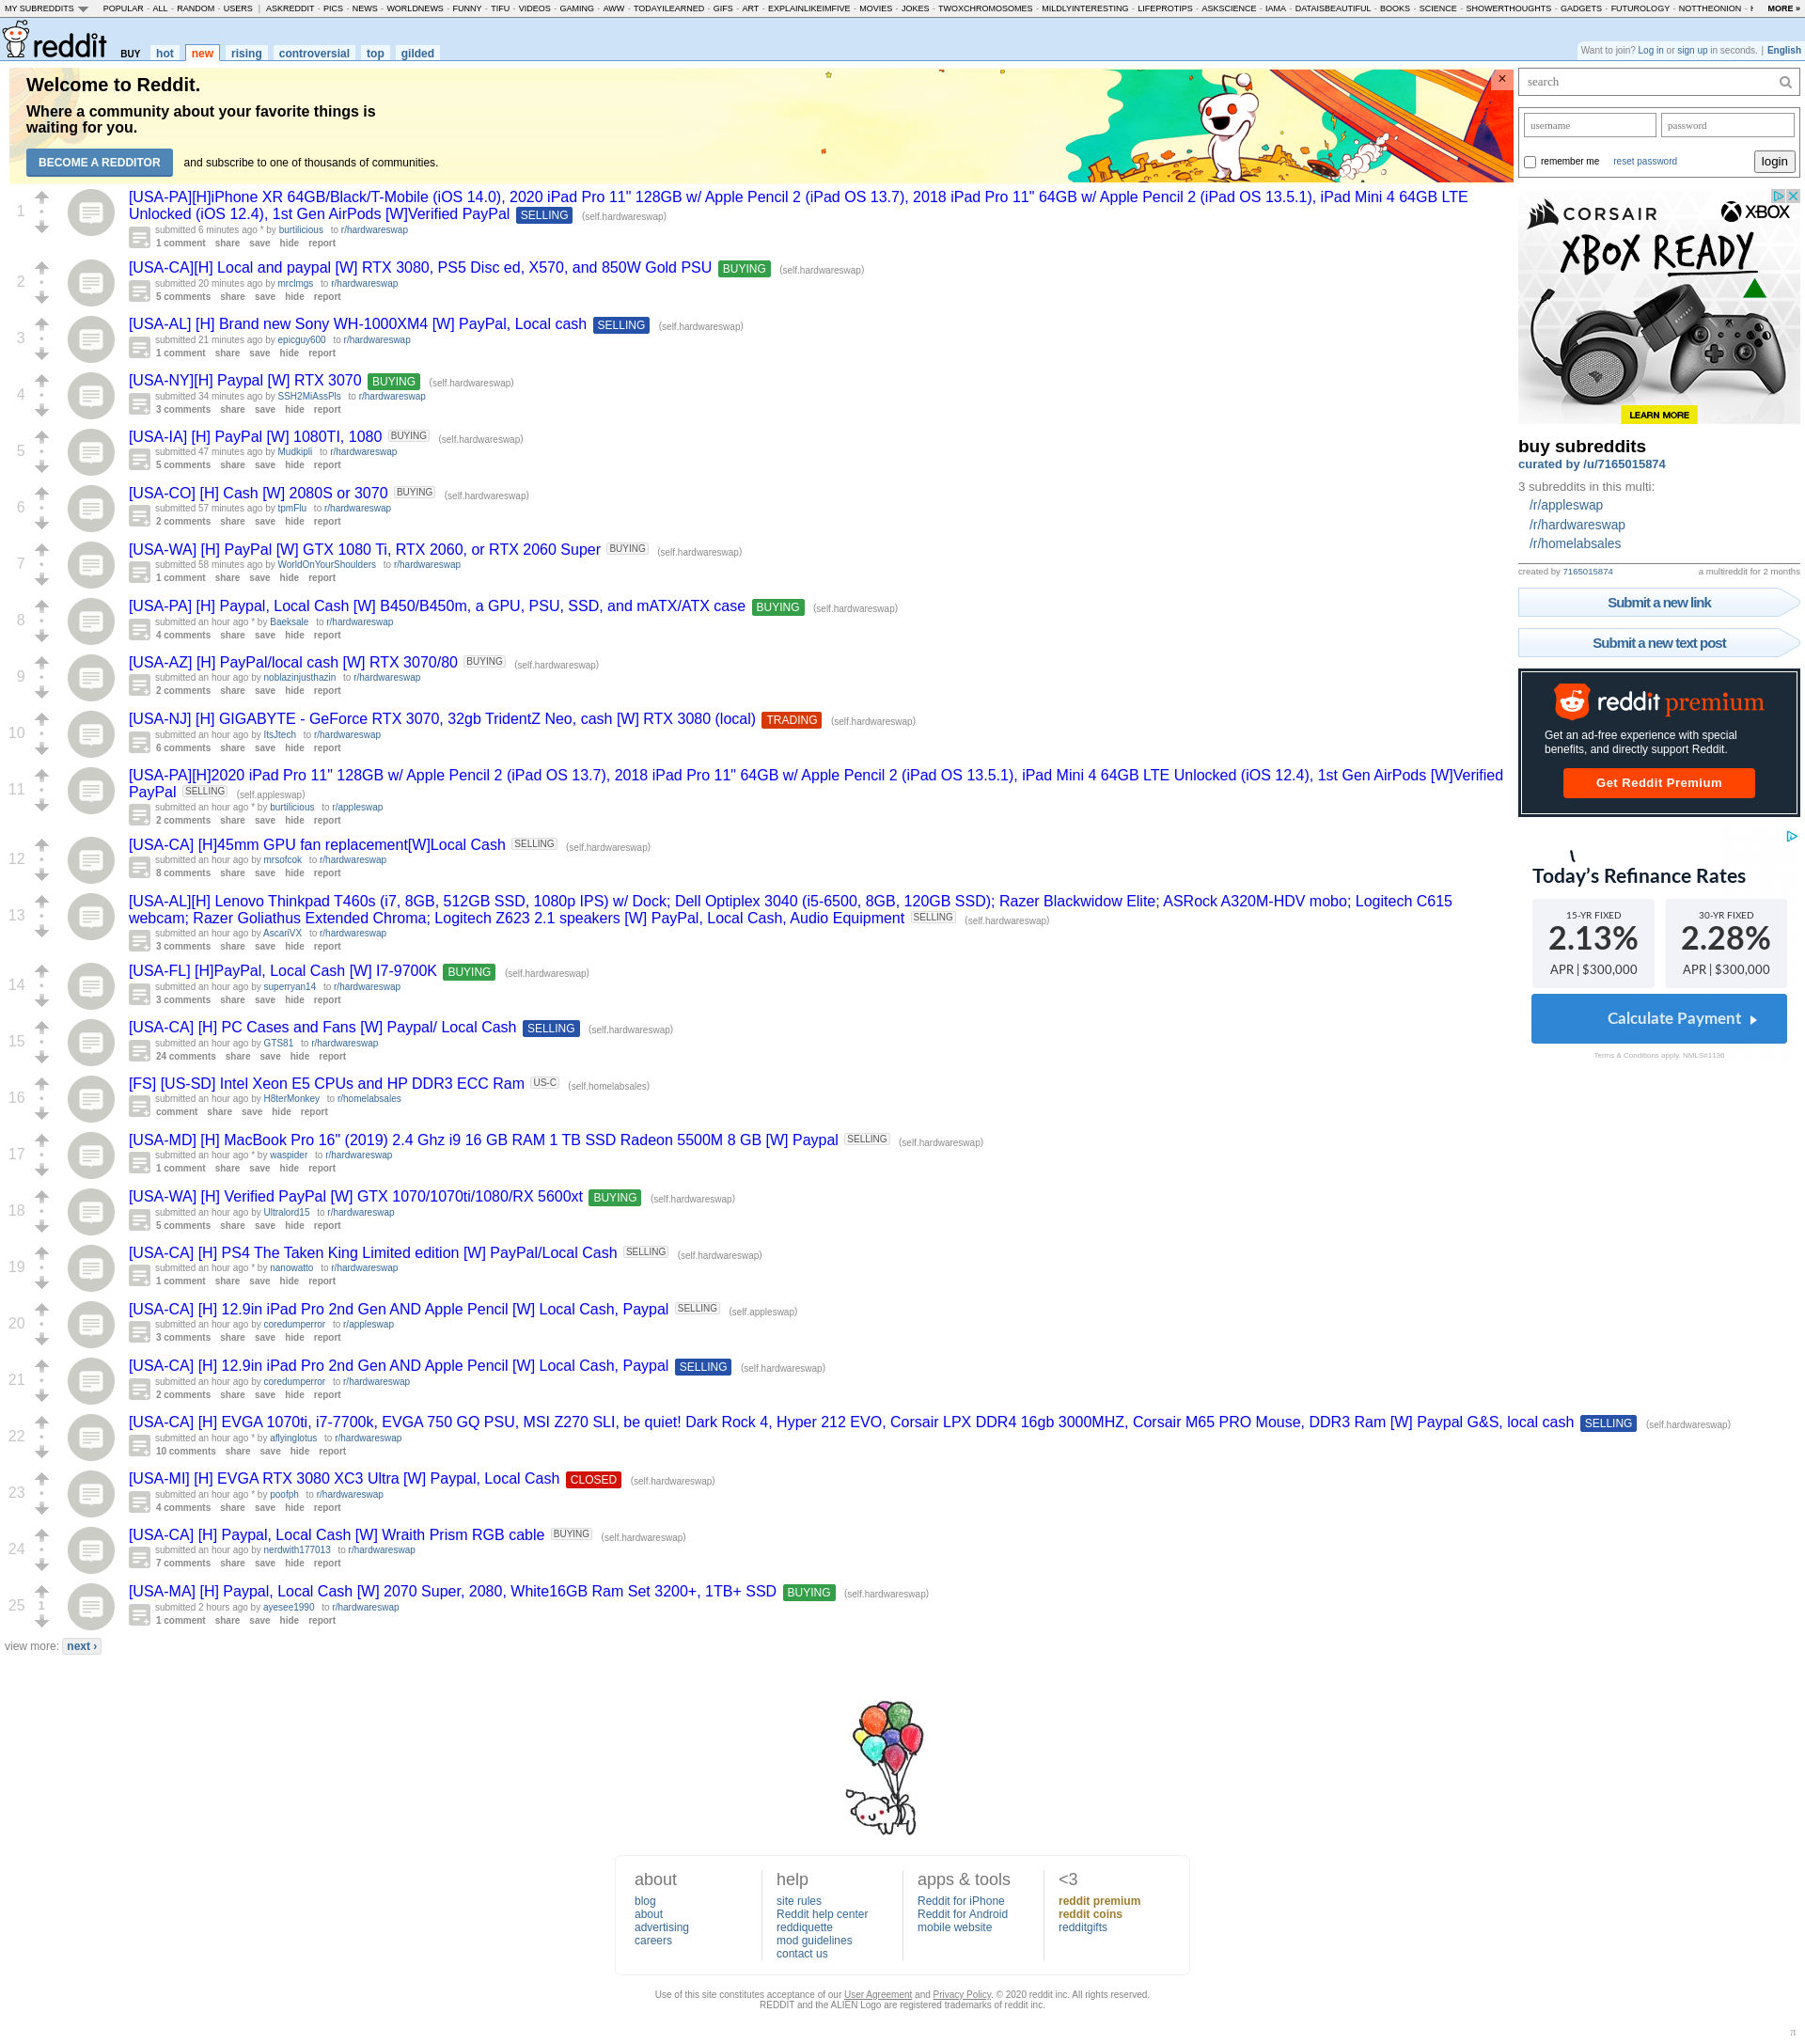 MY SUBREDDITS POPULAR - ALL - RANDOM - USERS | ASKREDDIT - PICS - NEWS - WORLDNEWS - FUNNY - TIFU - VIDEOS - GAMING - AWW - TODAYILEARNED - GIFS - ART - EXPLAINLIKEIMFIVE - MOVIES - JOKES - TWOXCHROMOSOMES - MILDLYINTERESTING - LIFEPROTIPS - ASKSCIENCE - IAMA - DATAISBEAUTIFUL - BOOKS - SCIENCE - SHOWERTHOUGHTS - GADGETS - FUTUROLOGY - NOTTHEONION - MORE »
reddit BUY hot new rising controversial top gilded
Want to join? Log in or sign up in seconds. | English
Welcome to Reddit.
Where a community about your favorite things is
waiting for you.
BECOME A REDDITOR and subscribe to one of thousands of communities.
×
1
[USA-PA][H]iPhone XR 64GB/Black/T-Mobile (iOS 14.0), 2020 iPad Pro 11" 128GB w/ Apple Pencil 2 (iPad OS 13.7), 2018 iPad Pro 11" 64GB w/ Apple Pencil 2 (iPad OS 13.5.1), iPad Mini 4 64GB LTE
Unlocked (iOS 12.4), 1st Gen AirPods [W]Verified PayPal SELLING (self.hardwareswap)
submitted 6 minutes ago * by burtilicious to r/hardwareswap
1 comment share save hide report
2
[USA-CA][H] Local and paypal [W] RTX 3080, PS5 Disc ed, X570, and 850W Gold PSU BUYING (self.hardwareswap)
submitted 20 minutes ago by mrclmgs to r/hardwareswap
5 comments share save hide report
3
[USA-AL] [H] Brand new Sony WH-1000XM4 [W] PayPal, Local cash SELLING (self.hardwareswap)
submitted 21 minutes ago by epicguy600 to r/hardwareswap
1 comment share save hide report
4
[USA-NY][H] Paypal [W] RTX 3070 BUYING (self.hardwareswap)
submitted 34 minutes ago by SSH2MiAssPls to r/hardwareswap
3 comments share save hide report
5
[USA-IA] [H] PayPal [W] 1080TI, 1080 BUYING (self.hardwareswap)
submitted 47 minutes ago by Mudkipli to r/hardwareswap
5 comments share save hide report
6
[USA-CO] [H] Cash [W] 2080S or 3070 BUYING (self.hardwareswap)
submitted 57 minutes ago by tpmFlu to r/hardwareswap
2 comments share save hide report
7
[USA-WA] [H] PayPal [W] GTX 1080 Ti, RTX 2060, or RTX 2060 Super BUYING (self.hardwareswap)
submitted 58 minutes ago by WorldOnYourShoulders to r/hardwareswap
1 comment share save hide report
8
[USA-PA] [H] Paypal, Local Cash [W] B450/B450m, a GPU, PSU, SSD, and mATX/ATX case BUYING (self.hardwareswap)
submitted an hour ago * by Baeksale to r/hardwareswap
4 comments share save hide report
9
[USA-AZ] [H] PayPal/local cash [W] RTX 3070/80 BUYING (self.hardwareswap)
submitted an hour ago by noblazinjusthazin to r/hardwareswap
2 comments share save hide report
10
[USA-NJ] [H] GIGABYTE - GeForce RTX 3070, 32gb TridentZ Neo, cash [W] RTX 3080 (local) TRADING (self.hardwareswap)
submitted an hour ago by ItsJtech to r/hardwareswap
6 comments share save hide report
11
[USA-PA][H]2020 iPad Pro 11" 128GB w/ Apple Pencil 2 (iPad OS 13.7), 2018 iPad Pro 11" 64GB w/ Apple Pencil 2 (iPad OS 13.5.1), iPad Mini 4 64GB LTE Unlocked (iOS 12.4), 1st Gen AirPods [W]Verified
PayPal SELLING (self.appleswap)
submitted an hour ago * by burtilicious to r/appleswap
2 comments share save hide report
12
[USA-CA] [H]45mm GPU fan replacement[W]Local Cash SELLING (self.hardwareswap)
submitted an hour ago by mrsofcok to r/hardwareswap
8 comments share save hide report
13
[USA-AL][H] Lenovo Thinkpad T460s (i7, 8GB, 512GB SSD, 1080p IPS) w/ Dock; Dell Optiplex 3040 (i5-6500, 8GB, 120GB SSD); Razer Blackwidow Elite; ASRock A320M-HDV mobo; Logitech C615
webcam; Razer Goliathus Extended Chroma; Logitech Z623 2.1 speakers [W] PayPal, Local Cash, Audio Equipment SELLING (self.hardwareswap)
submitted an hour ago by AscariVX to r/hardwareswap
3 comments share save hide report
14
[USA-FL] [H]PayPal, Local Cash [W] I7-9700K BUYING (self.hardwareswap)
submitted an hour ago by superryan14 to r/hardwareswap
3 comments share save hide report
15
[USA-CA] [H] PC Cases and Fans [W] Paypal/ Local Cash SELLING (self.hardwareswap)
submitted an hour ago by GTS81 to r/hardwareswap
24 comments share save hide report
16
[FS] [US-SD] Intel Xeon E5 CPUs and HP DDR3 ECC Ram US-C (self.homelabsales)
submitted an hour ago by H8terMonkey to r/homelabsales
comment share save hide report
17
[USA-MD] [H] MacBook Pro 16" (2019) 2.4 Ghz i9 16 GB RAM 1 TB SSD Radeon 5500M 8 GB [W] Paypal SELLING (self.hardwareswap)
submitted an hour ago * by waspider to r/hardwareswap
1 comment share save hide report
18
[USA-WA] [H] Verified PayPal [W] GTX 1070/1070ti/1080/RX 5600xt BUYING (self.hardwareswap)
submitted an hour ago by Ultralord15 to r/hardwareswap
5 comments share save hide report
19
[USA-CA] [H] PS4 The Taken King Limited edition [W] PayPal/Local Cash SELLING (self.hardwareswap)
submitted an hour ago * by nanowatto to r/hardwareswap
1 comment share save hide report
20
[USA-CA] [H] 12.9in iPad Pro 2nd Gen AND Apple Pencil [W] Local Cash, Paypal SELLING (self.appleswap)
submitted an hour ago by coredumperror to r/appleswap
3 comments share save hide report
21
[USA-CA] [H] 12.9in iPad Pro 2nd Gen AND Apple Pencil [W] Local Cash, Paypal SELLING (self.hardwareswap)
submitted an hour ago by coredumperror to r/hardwareswap
2 comments share save hide report
22
[USA-CA] [H] EVGA 1070ti, i7-7700k, EVGA 750 GQ PSU, MSI Z270 SLI, be quiet! Dark Rock 4, Hyper 212 EVO, Corsair LPX DDR4 16gb 3000MHZ, Corsair M65 PRO Mouse, DDR3 Ram [W] Paypal G&S, local cash SELLING (self.hardwareswap)
submitted an hour ago * by aflyinglotus to r/hardwareswap
10 comments share save hide report
23
[USA-MI] [H] EVGA RTX 3080 XC3 Ultra [W] Paypal, Local Cash CLOSED (self.hardwareswap)
submitted an hour ago * by poofph to r/hardwareswap
4 comments share save hide report
24
[USA-CA] [H] Paypal, Local Cash [W] Wraith Prism RGB cable BUYING (self.hardwareswap)
submitted an hour ago by nerdwith177013 to r/hardwareswap
7 comments share save hide report
25 1
[USA-MA] [H] Paypal, Local Cash [W] 2070 Super, 2080, White16GB Ram Set 3200+, 1TB+ SSD BUYING (self.hardwareswap)
submitted 2 hours ago by ayesee1990 to r/hardwareswap
1 comment share save hide report
view more: next ›
search
username password
remember me reset password login
CORSAIR XBOX
XBOX READY
LEARN MORE
buy subreddits
curated by /u/7165015874
3 subreddits in this multi:
/r/appleswap
/r/hardwareswap
/r/homelabsales
created by 7165015874 a multireddit for 2 months
Submit a new link
Submit a new text post
reddit premium
Get an ad-free experience with special
benefits, and directly support Reddit.
Get Reddit Premium
Today's Refinance Rates
15-YR FIXED 30-YR FIXED
2.13% 2.28%
APR | $300,000 APR | $300,000
Calculate Payment
Terms & Conditions apply. NMLS#1136
about
blog
about
advertising
careers
help
site rules
Reddit help center
reddiquette
mod guidelines
contact us
apps & tools
Reddit for iPhone
Reddit for Android
mobile website
<3
reddit premium
reddit coins
redditgifts
Use of this site constitutes acceptance of our User Agreement and Privacy Policy. © 2020 reddit inc. All rights reserved.
REDDIT and the ALIEN Logo are registered trademarks of reddit inc.
π